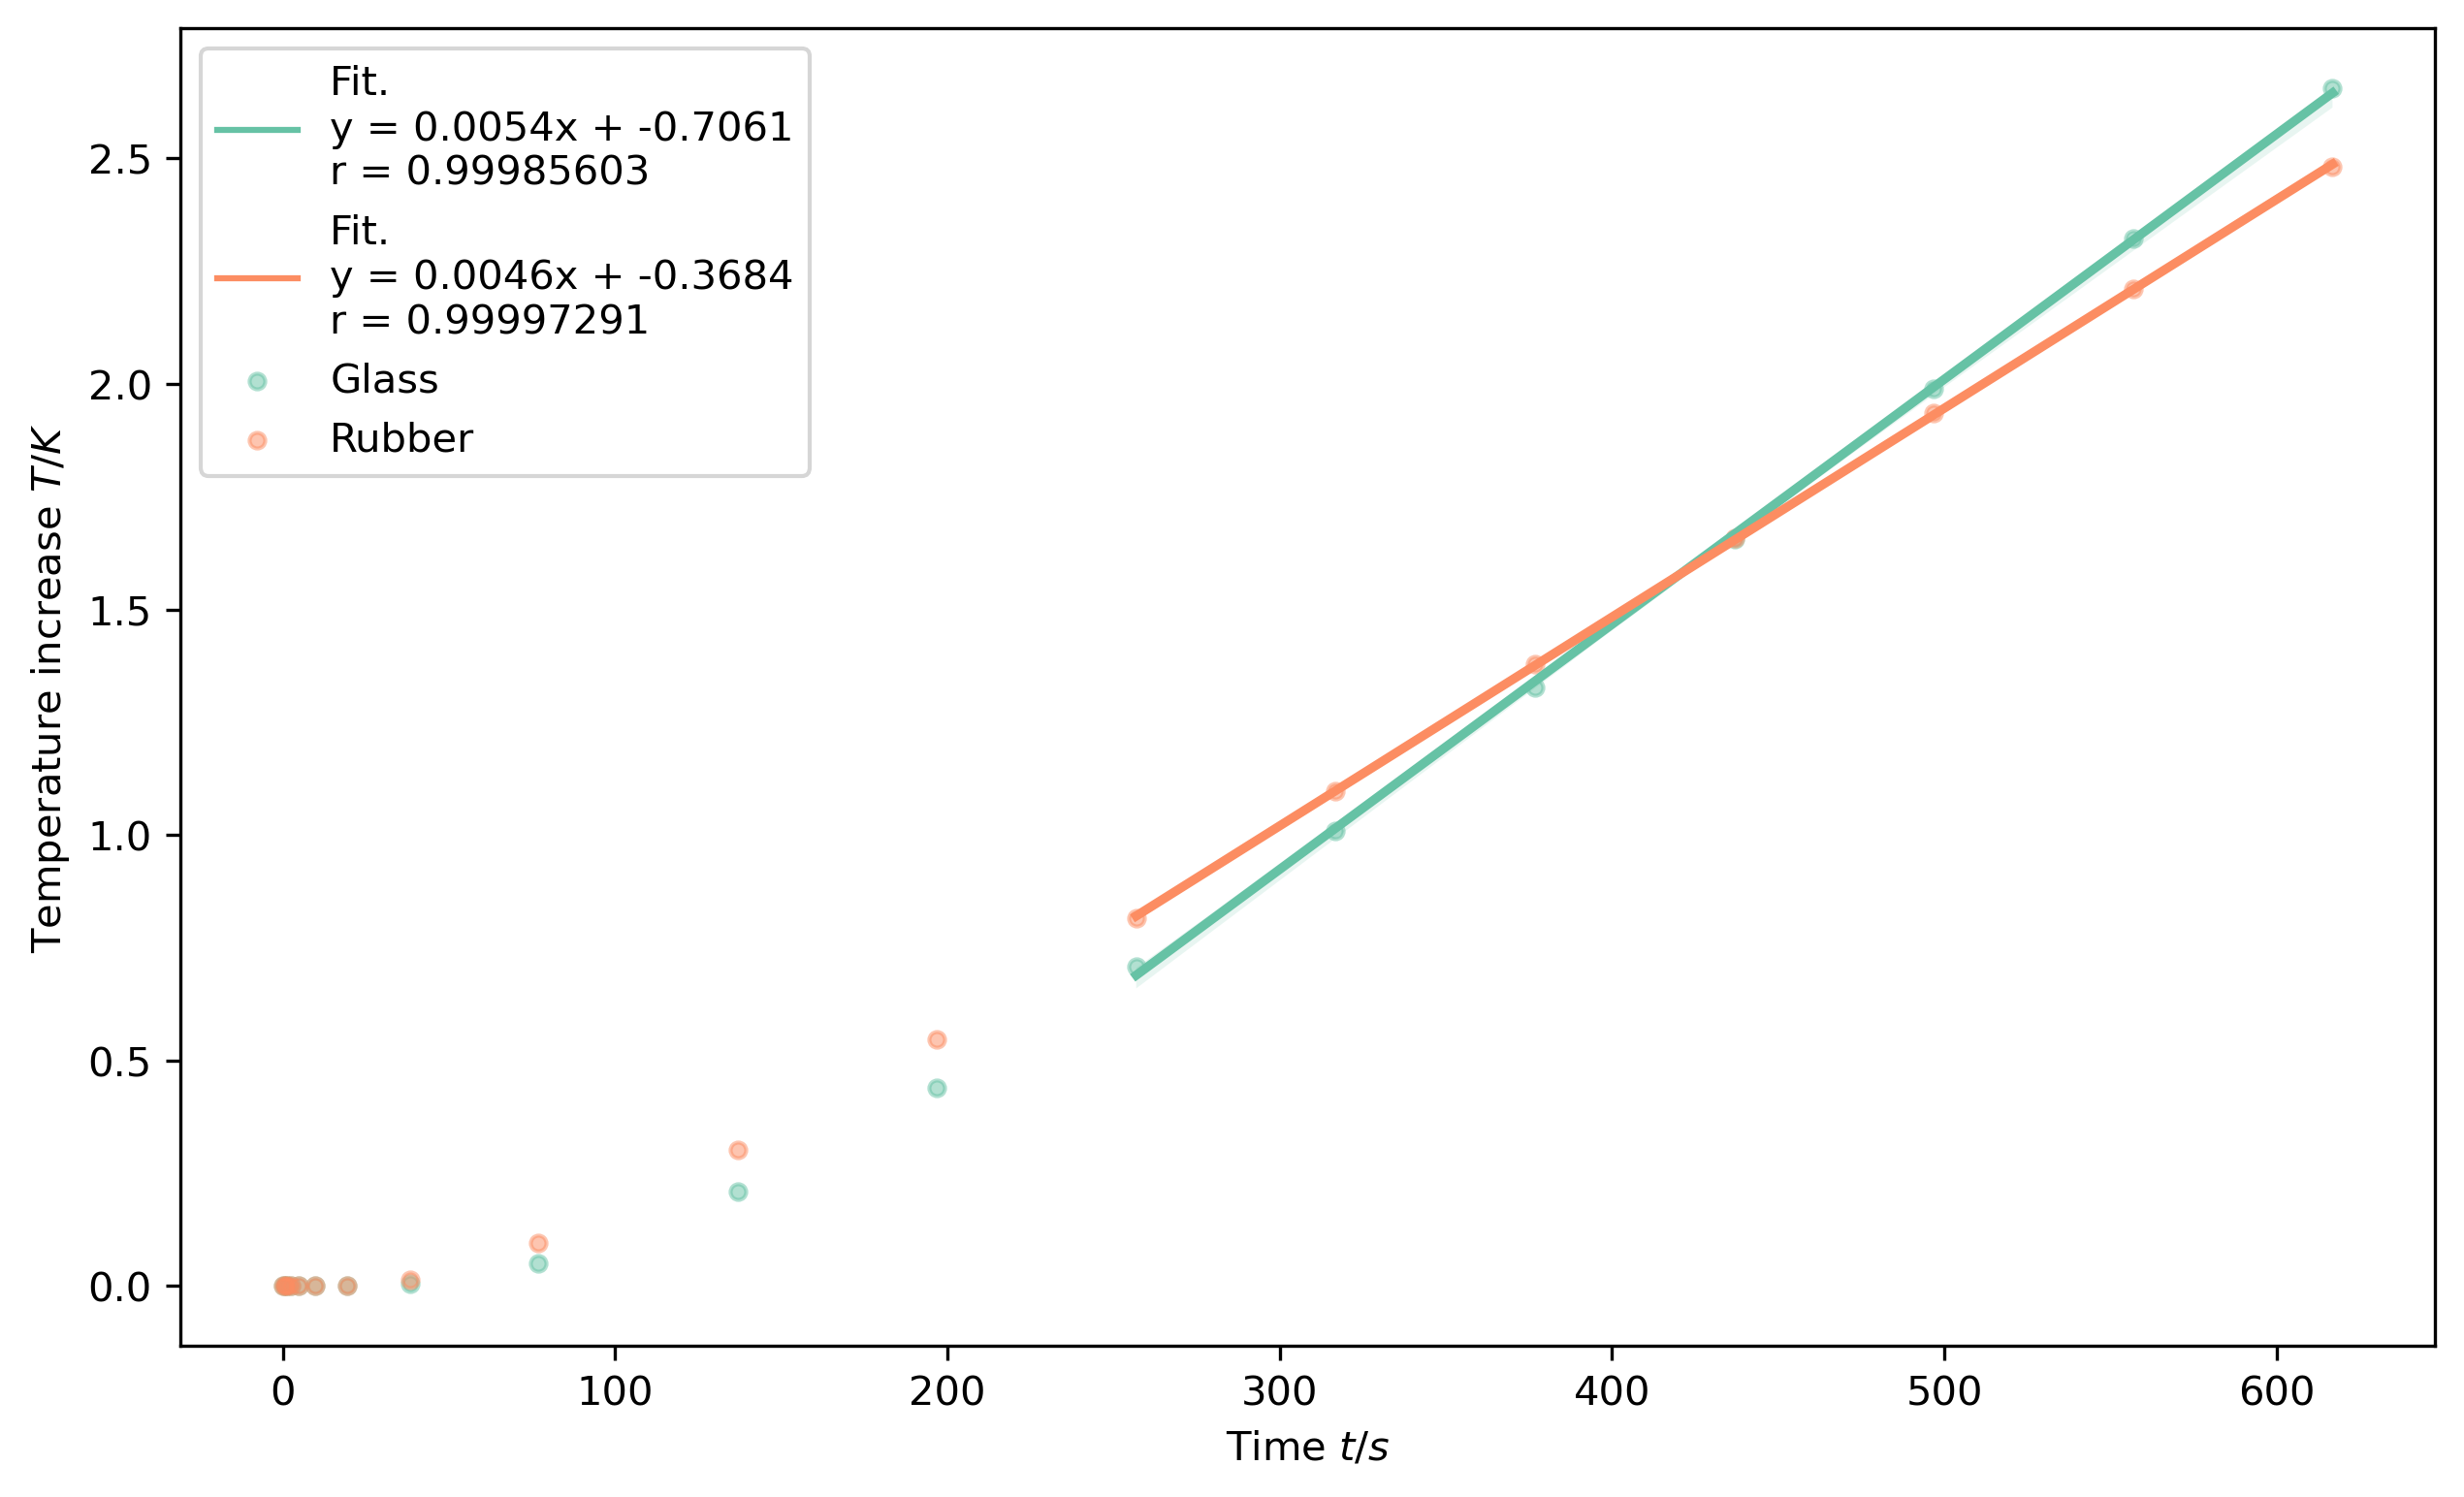 Fit.
y = 0.0054x + -0.7061
r = 0.99985603
Fit.
y = 0.0046x + -0.3684
r = 0.99997291
Glass
Rubber
Temperature increase T/K
2.5
2.0
1.5
1.0
0.5
0.0
0 100 200 300 400 500 600
Time t/s